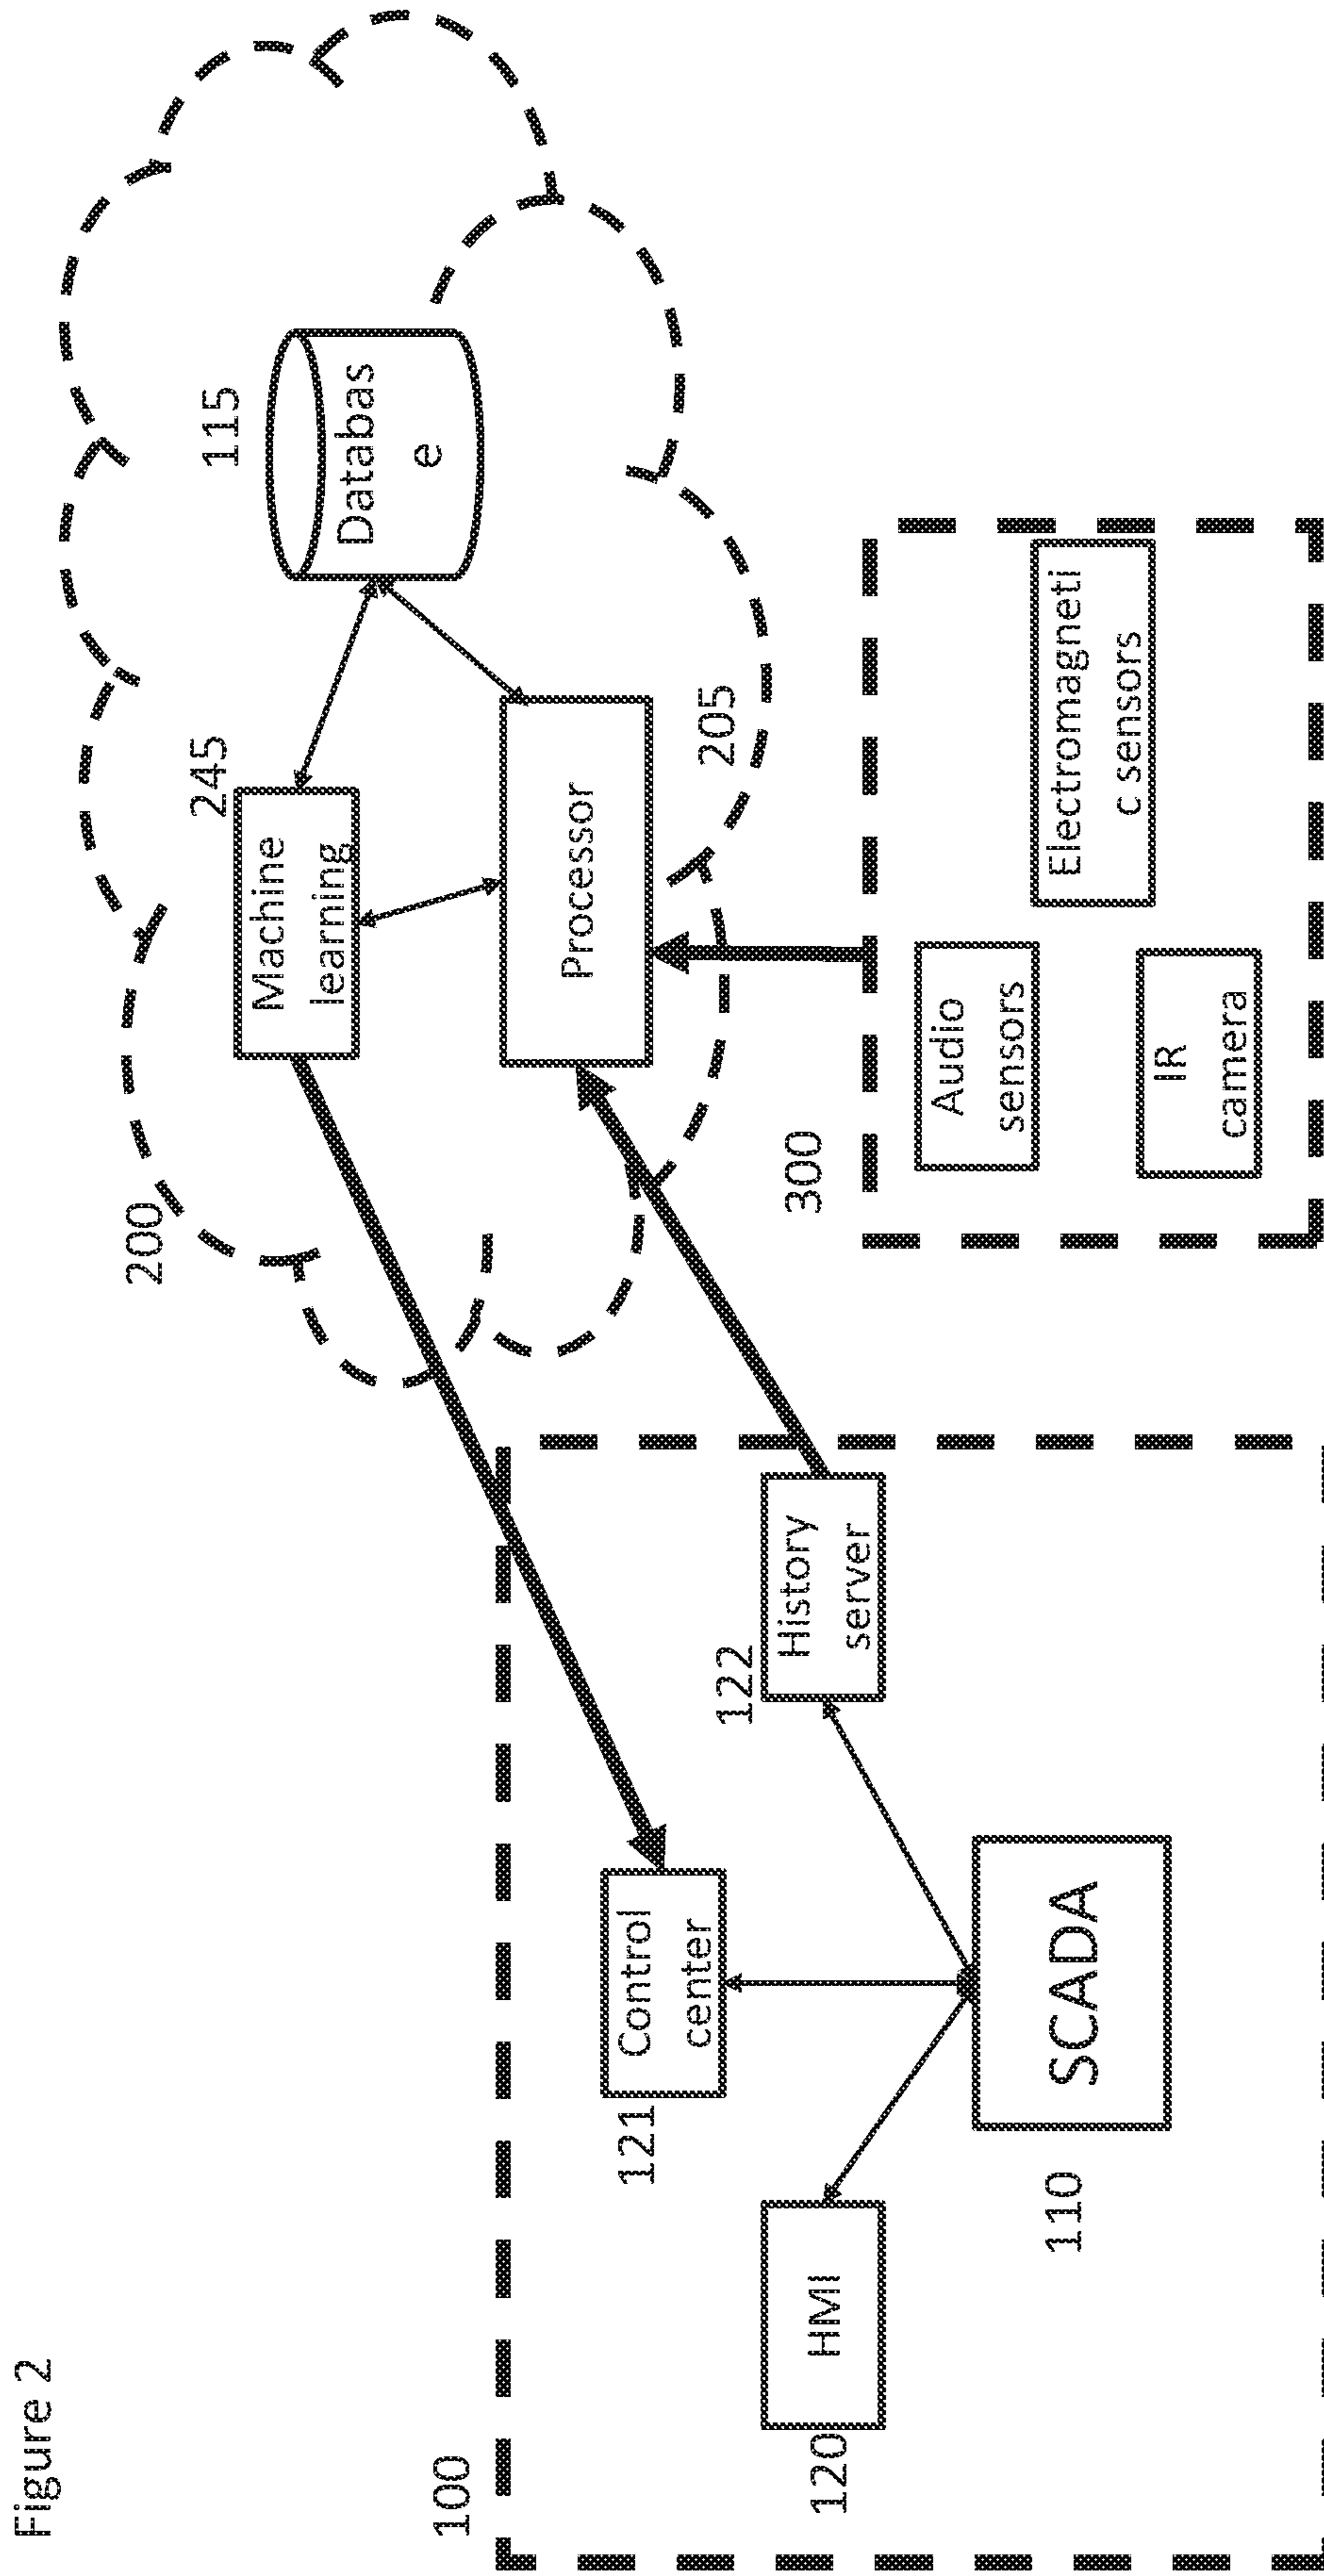 Figure 2
200
245
115
Machine
learning
Databas
e
Processor
205
100
121
Control
center
122
History
server
120
HMI
110
SCADA
300
Audio
sensors
Electromagneti
c sensors
IR
camera